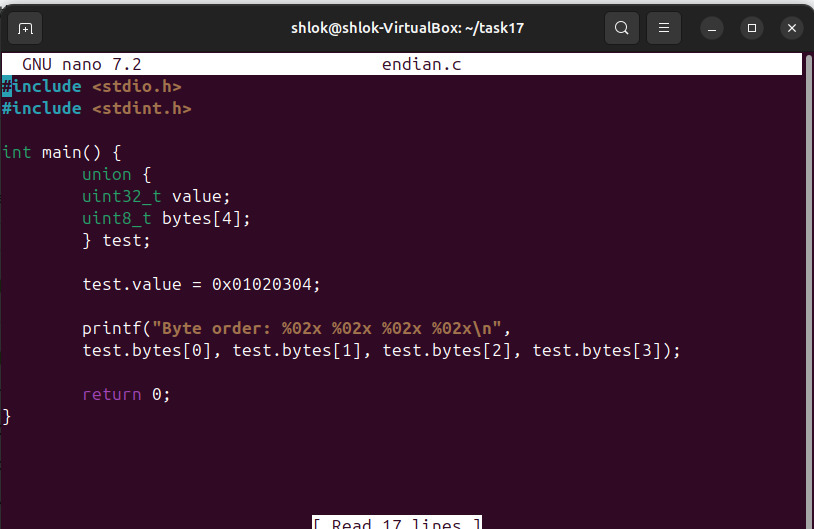 shlok@shlok-VirtualBox: ~/task17
GNU nano 7.2 endian.c
#include <stdio.h>
#include <stdint.h>
int main() {
union {
uint32_t value;
uint8_t bytes[4];
} test;
test.value = 0x01020304;
printf("Byte order: %02x %02x %02x %02x\n",
test.bytes[0], test.bytes[1], test.bytes[2], test.bytes[3]);
return 0;
}
[ Read 17 lines ]